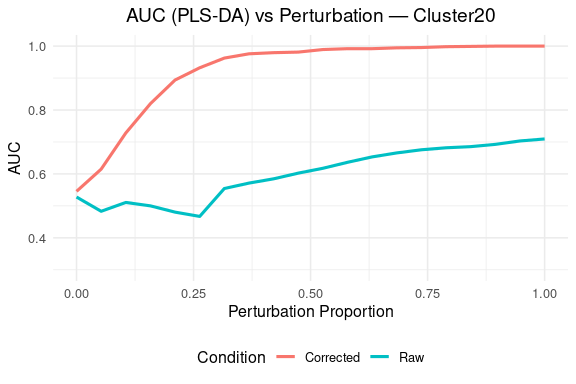 AUC (PLS-DA) vs Perturbation — Cluster20
AUC
1.0
0.8
0.6
0.4
0.00 0.25 0.50 0.75 1.00
Perturbation Proportion
Condition Corrected Raw